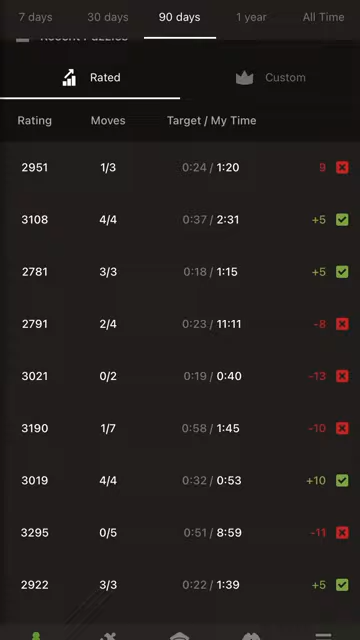 7 days 30 days 90 days 1 year All Time
Recent Puzzles
Rated Custom
Rating Moves Target / My Time
2951 1/3 0:24 / 1:20 9
3108 4/4 0:37 / 2:31 +5
2781 3/3 0:18 / 1:15 +5
2791 2/4 0:23 / 11:11 -8
3021 0/2 0:19 / 0:40 -13
3190 1/7 0:58 / 1:45 -10
3019 4/4 0:32 / 0:53 +10
3295 0/5 0:51 / 8:59 -11
2922 3/3 0:22 / 1:39 +5